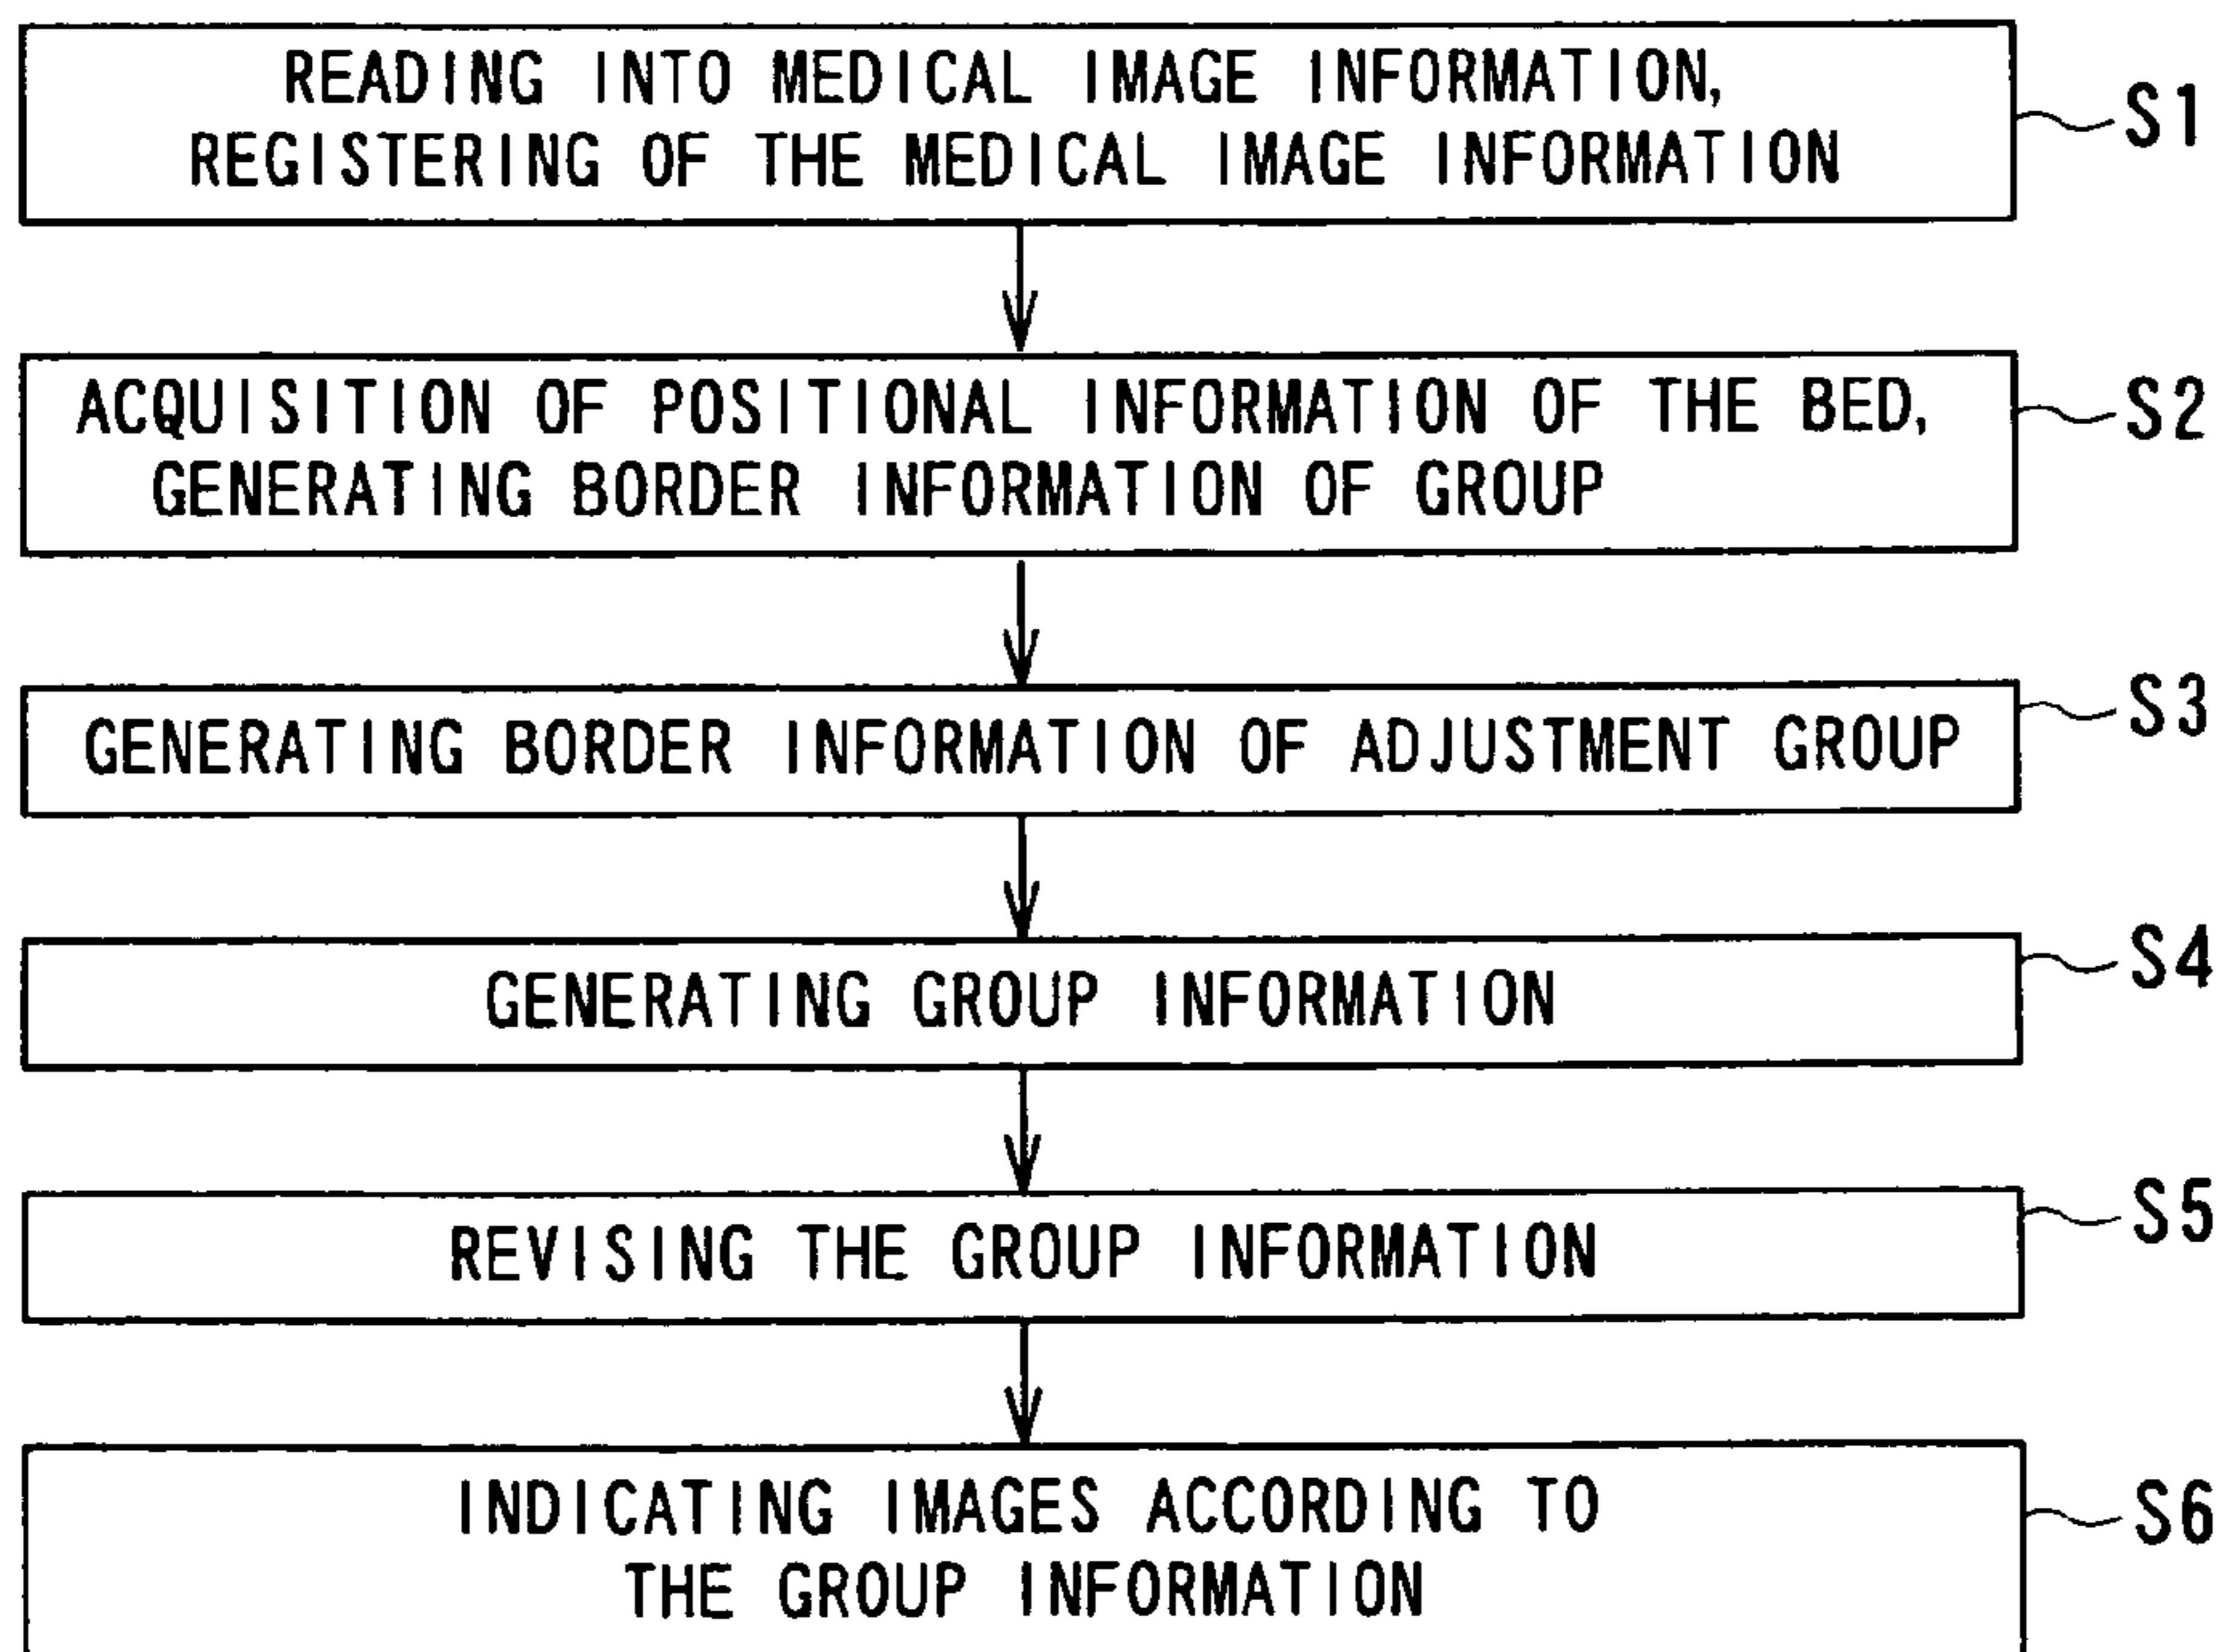 READING INTO MEDICAL IMAGE INFORMATION,
REGISTERING OF THE MEDICAL IMAGE INFORMATION
S1
ACQUISITION OF POSITIONAL INFORMATION OF THE BED,
GENERATING BORDER INFORMATION OF GROUP
S2
GENERATING BORDER INFORMATION OF ADJUSTMENT GROUP
S3
GENERATING GROUP INFORMATION
S4
REVISING THE GROUP INFORMATION
S5
INDICATING IMAGES ACCORDING TO
THE GROUP INFORMATION
S6